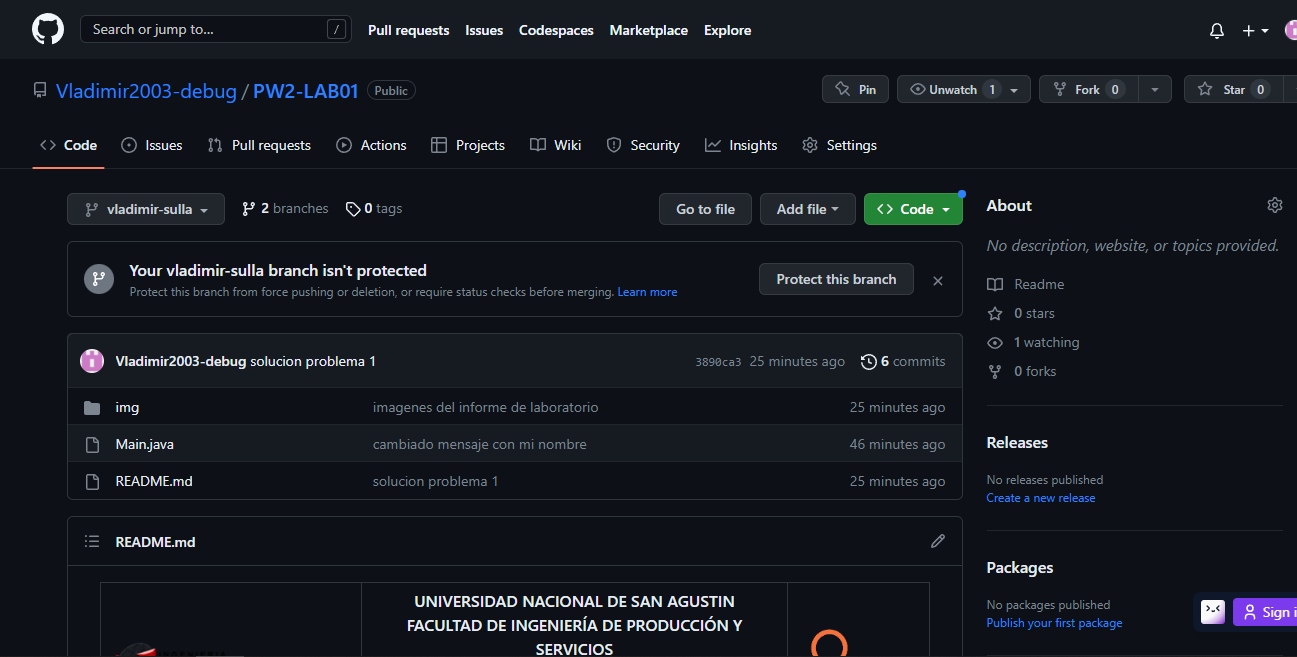 Search or jump to... /
Pull requests Issues Codespaces Marketplace Explore
Vladimir2003-debug / PW2-LAB01 Public
Pin Unwatch 1 Fork 0 Star 0
Code Issues Pull requests Actions Projects Wiki Security Insights Settings
vladimir-sulla 2 branches 0 tags Go to file Add file Code
Your vladimir-sulla branch isn't protected
Protect this branch from force pushing or deletion, or require status checks before merging. Learn more
Protect this branch
Vladimir2003-debug solucion problema 1 3890ca3 25 minutes ago 6 commits
img imagenes del informe de laboratorio 25 minutes ago
Main.java cambiado mensaje con mi nombre 46 minutes ago
README.md solucion problema 1 25 minutes ago
README.md
UNIVERSIDAD NACIONAL DE SAN AGUSTIN
FACULTAD DE INGENIERÍA DE PRODUCCIÓN Y
SERVICIOS
About
No description, website, or topics provided.
Readme
0 stars
1 watching
0 forks
Releases
No releases published
Create a new release
Packages
No packages published
Publish your first package
Sign i